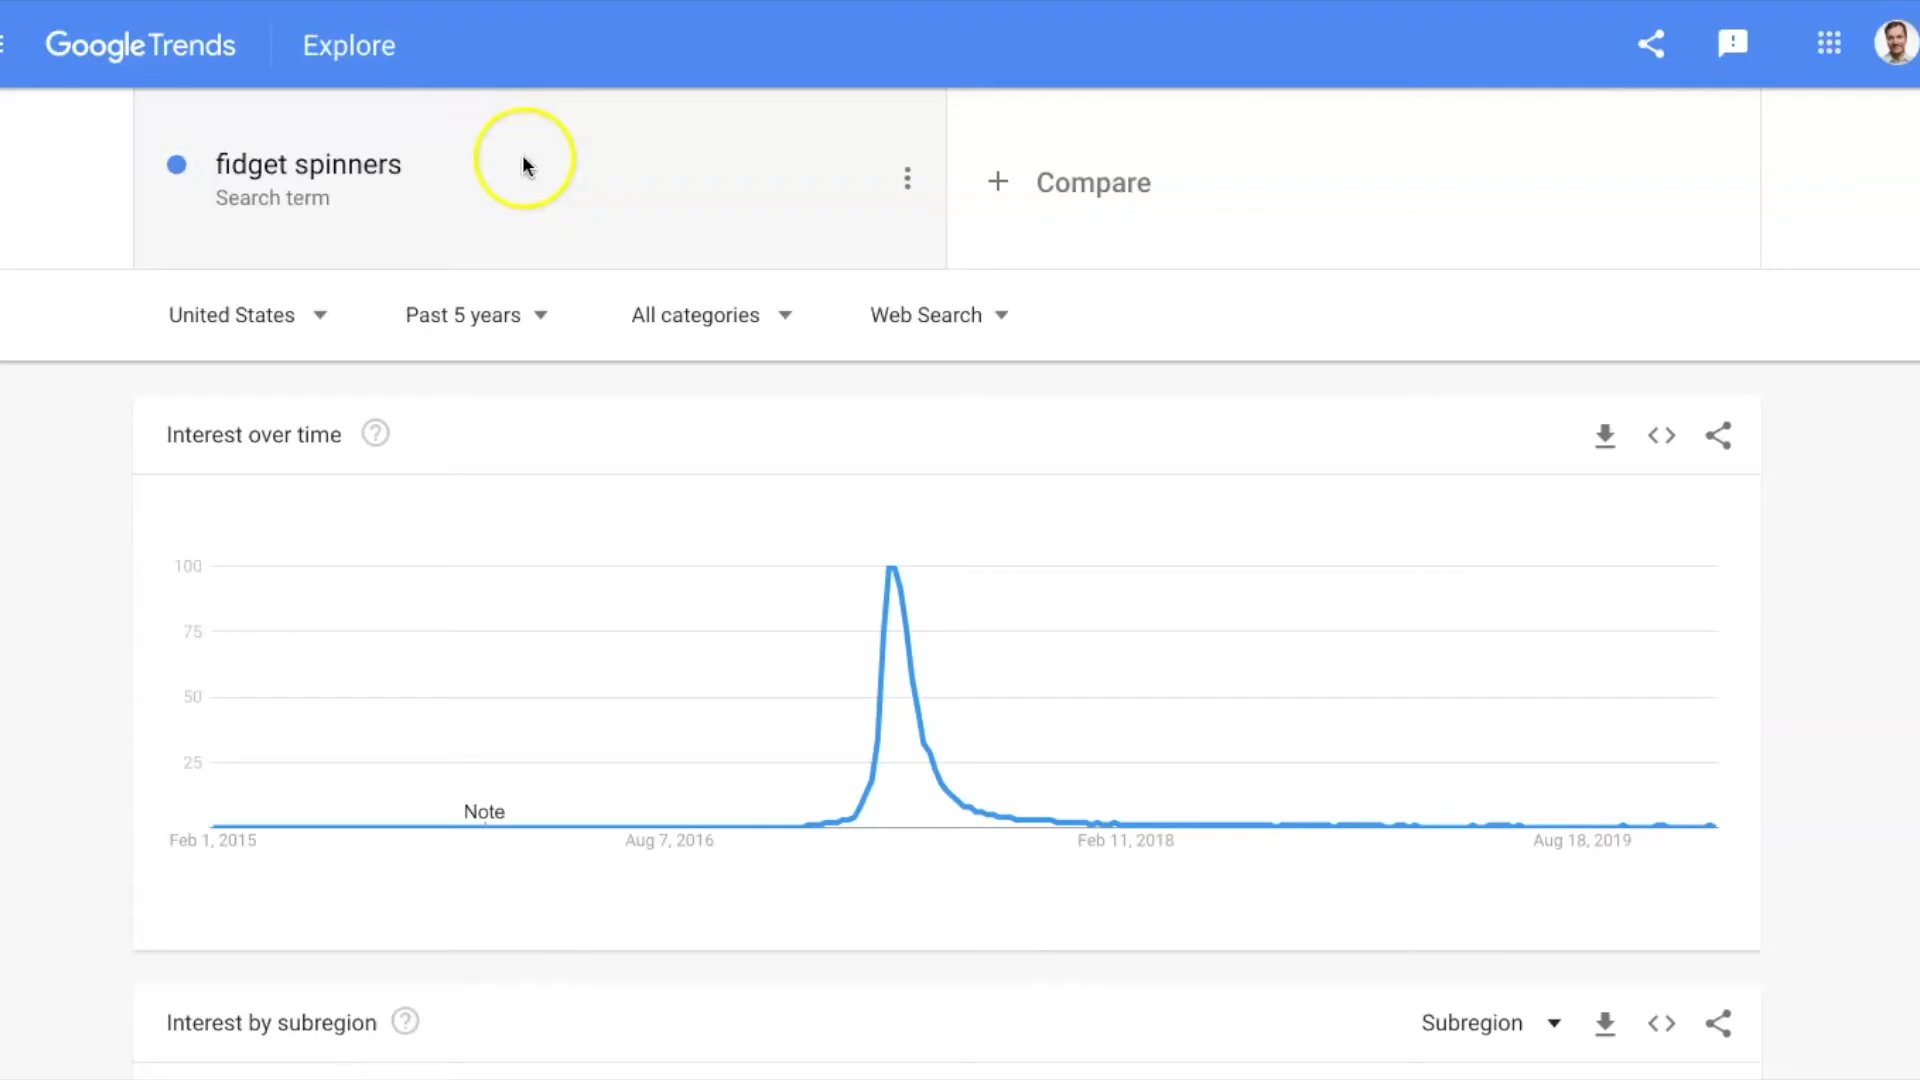 Google Trends
Explore
fidget spinners
Search term
+ Compare
United States
Past 5 years
All categories
Web Search
Interest over time
100
75
50
25
Note
Feb 1, 2015
Aug 7, 2016
Feb 11, 2018
Aug 18, 2019
Interest by subregion
Subregion